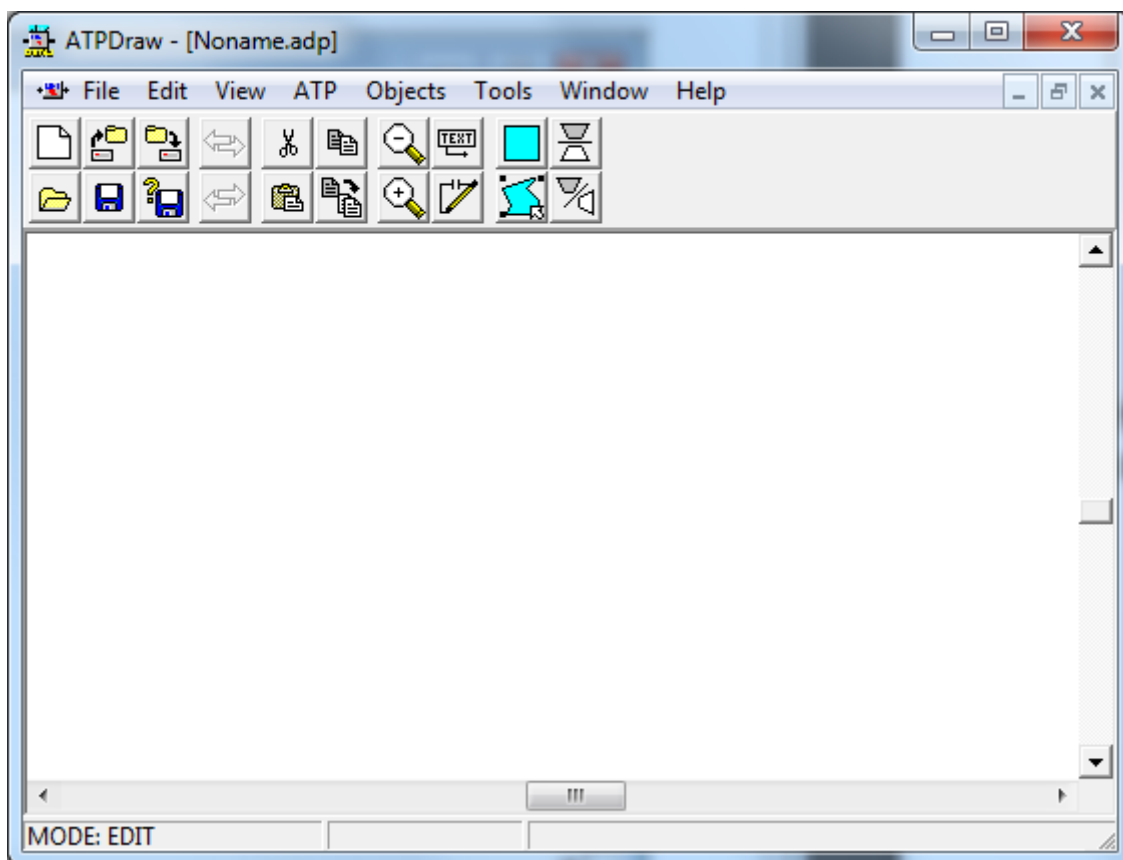 ATPDraw - [Noname.adp]
File Edit View ATP Objects Tools Window Help
TEXT
MODE: EDIT